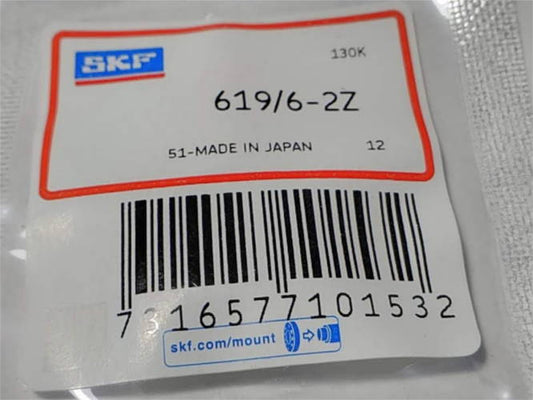 SKF
130K
619/6-2Z
51-MADE IN JAPAN 12
7316577101532
skf.com/mount